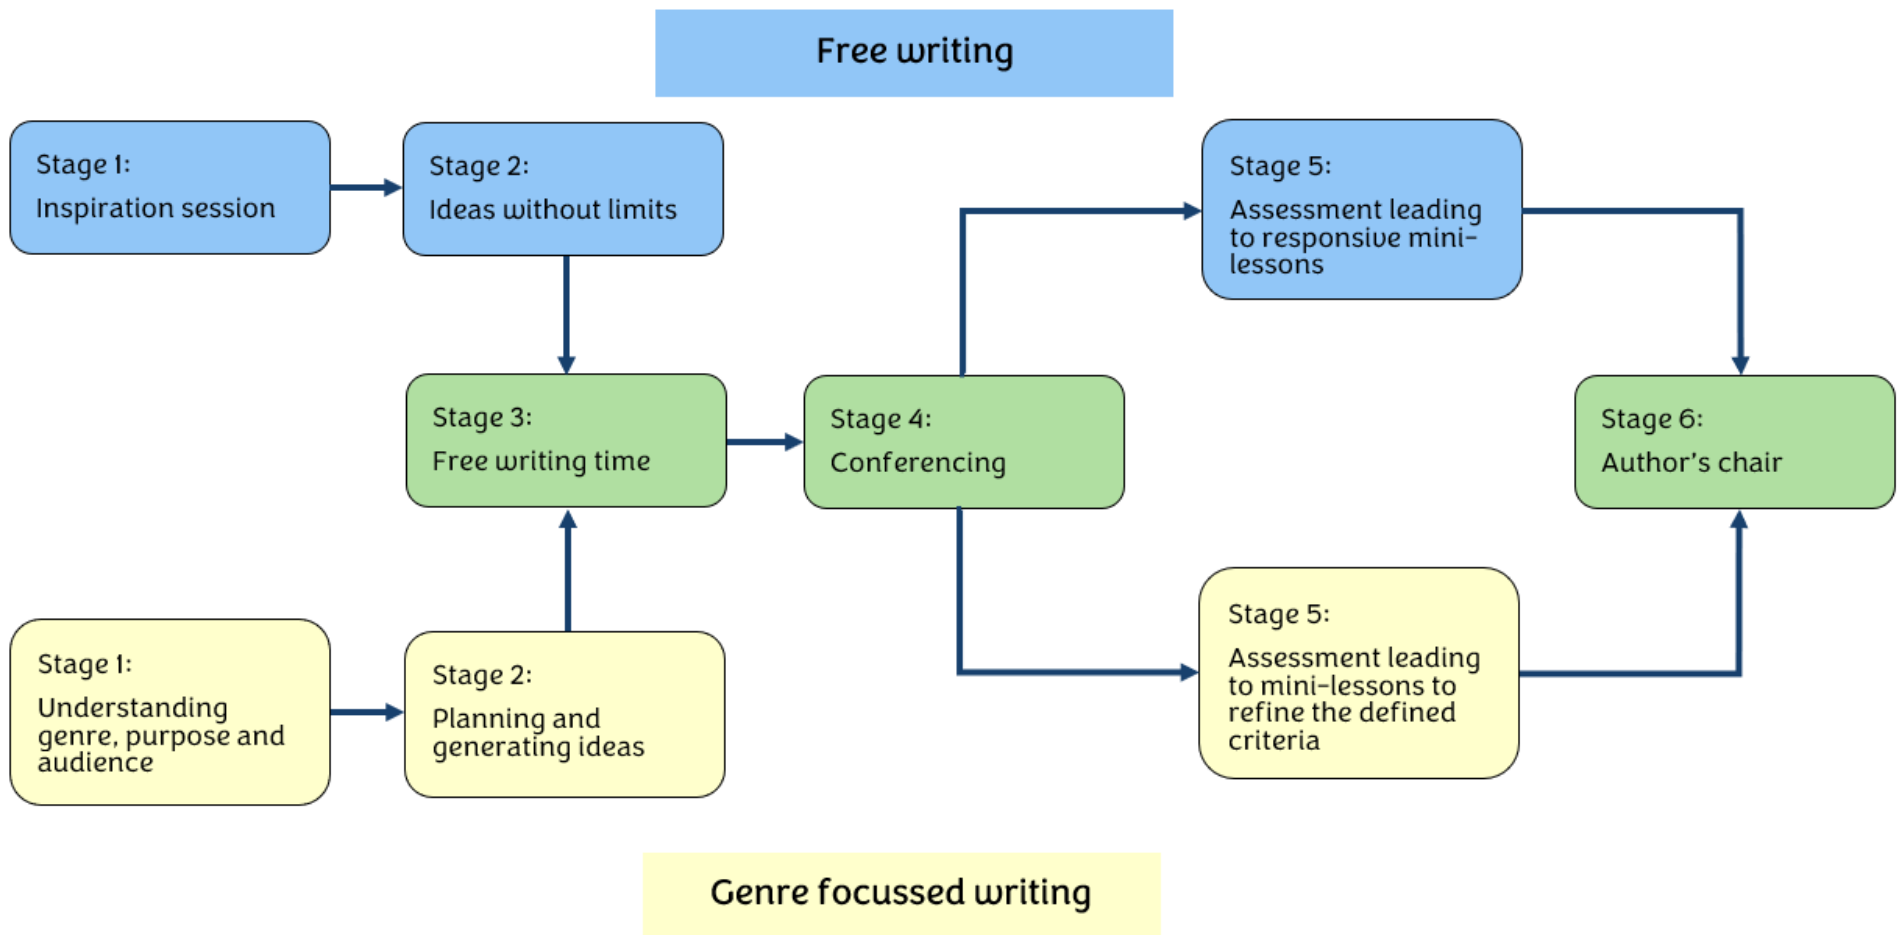 Free writing
Stage 1:
Inspiration session
Stage 2:
Ideas without limits
Stage 5:
Assessment leading
to responsive mini-
lessons
Stage 3:
Free writing time
Stage 4:
Conferencing
Stage 6:
Author's chair
Stage 1:
Understanding
genre, purpose and
audience
Stage 2:
Planning and
generating ideas
Stage 5:
Assessment leading
to mini-lessons to
refine the defined
criteria
Genre focussed writing